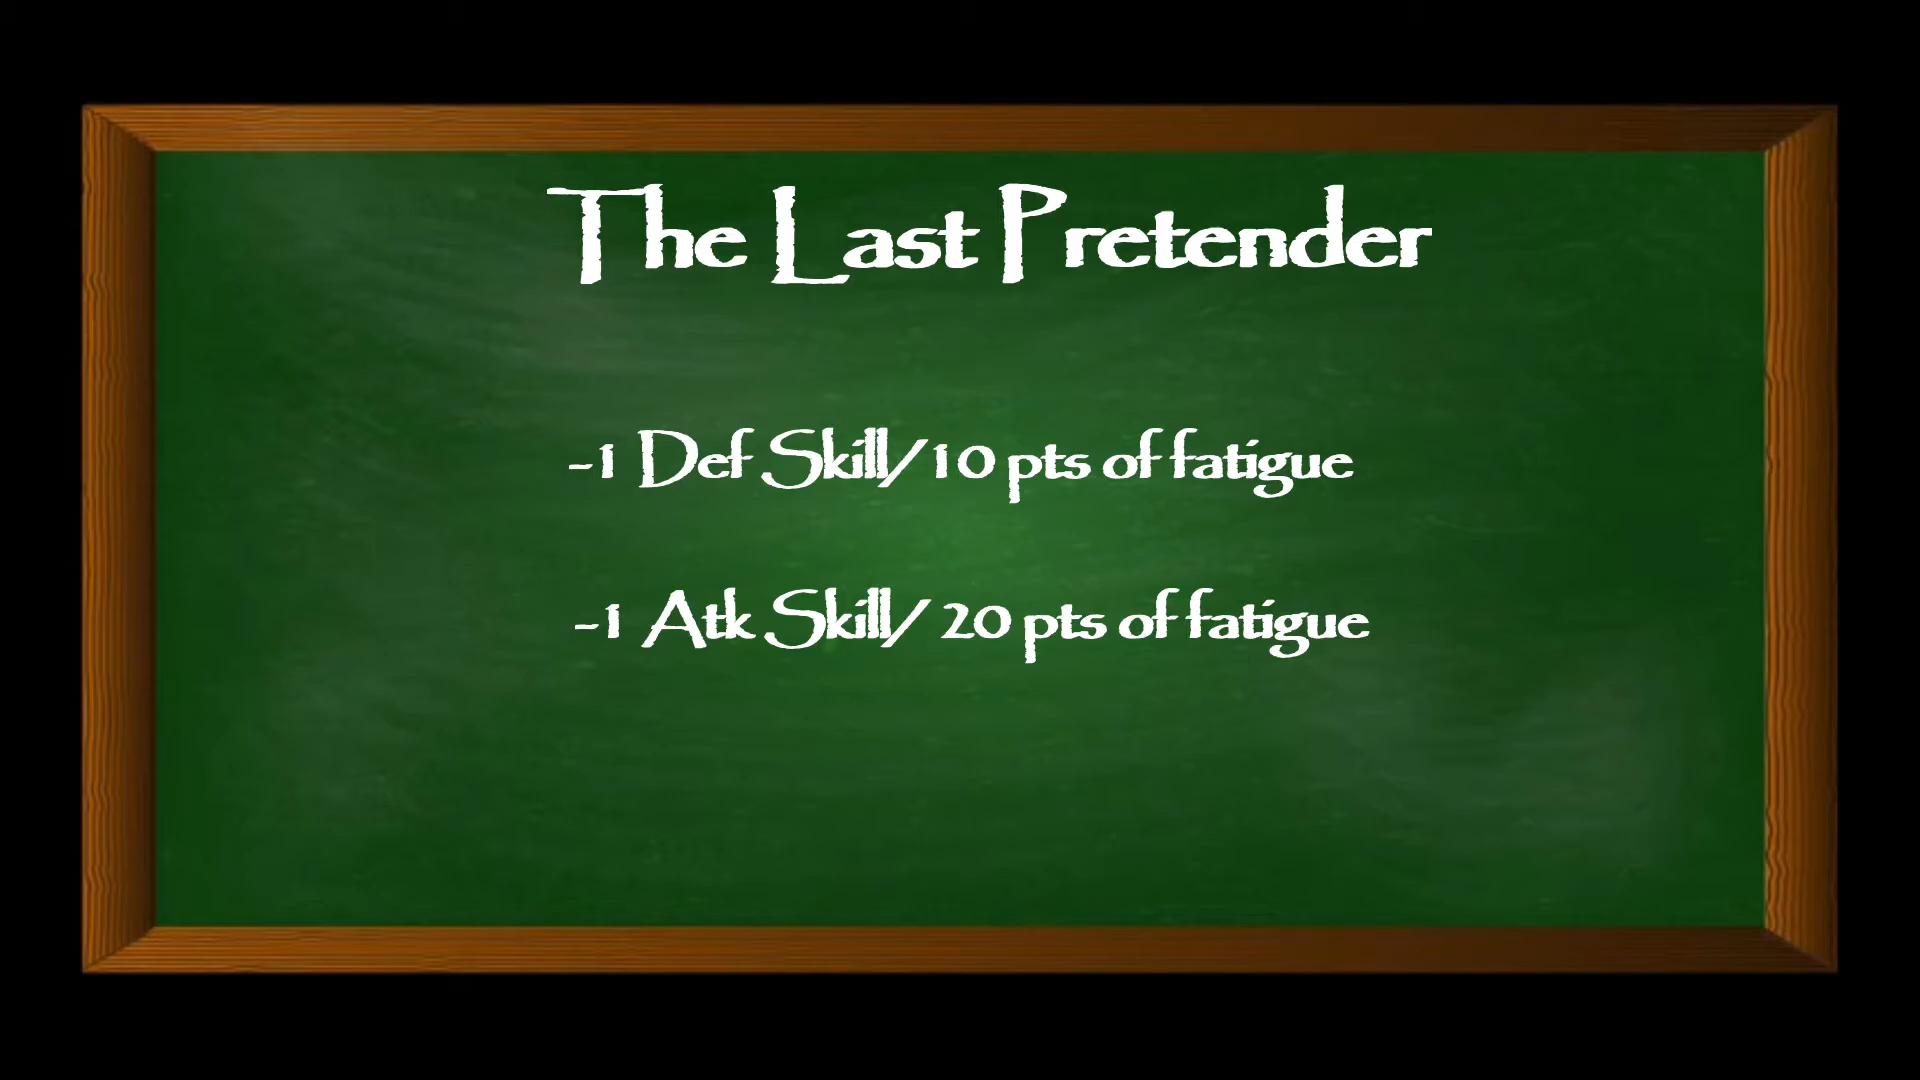 The Last Pretender
-1 Def Skill/10 pts of fatigue
-1 Atk Skill/ 20 pts of fatigue